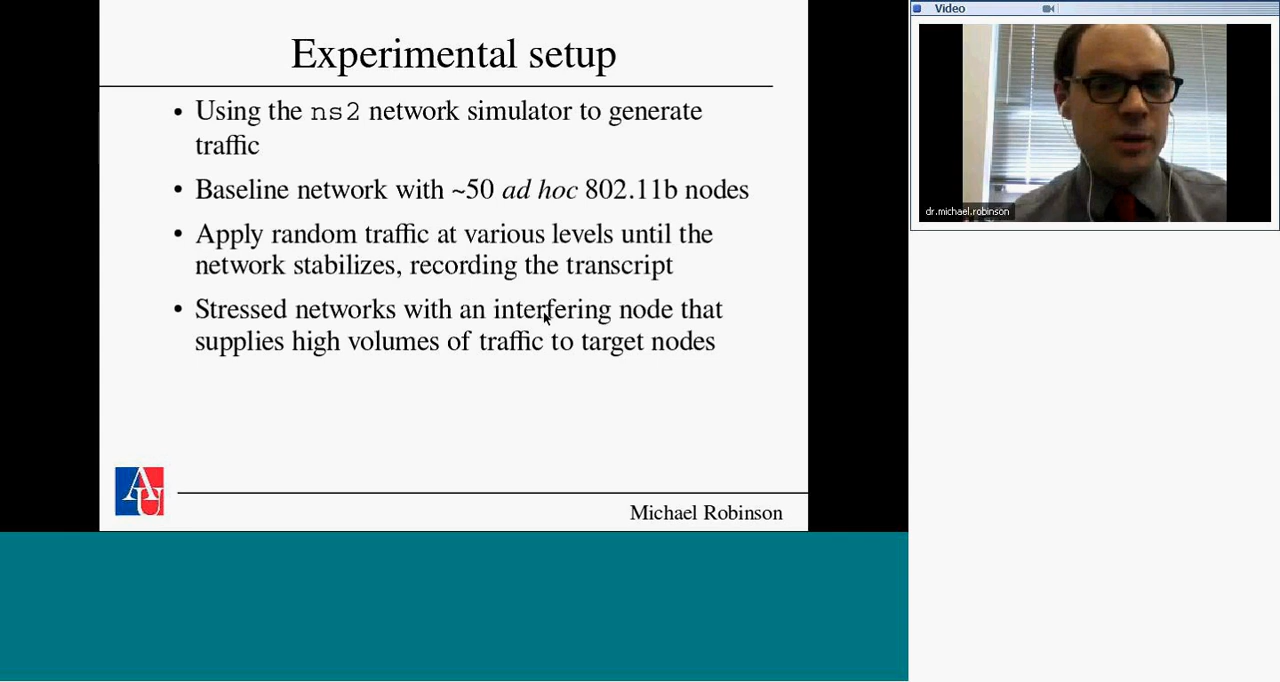 Experimental setup
• Using the ns2 network simulator to generate
traffic
• Baseline network with ~50 ad hoc 802.11b nodes
• Apply random traffic at various levels until the
network stabilizes, recording the transcript
• Stressed networks with an interfering node that
supplies high volumes of traffic to target nodes
AU
Michael Robinson
Video
dr.michael.robinson